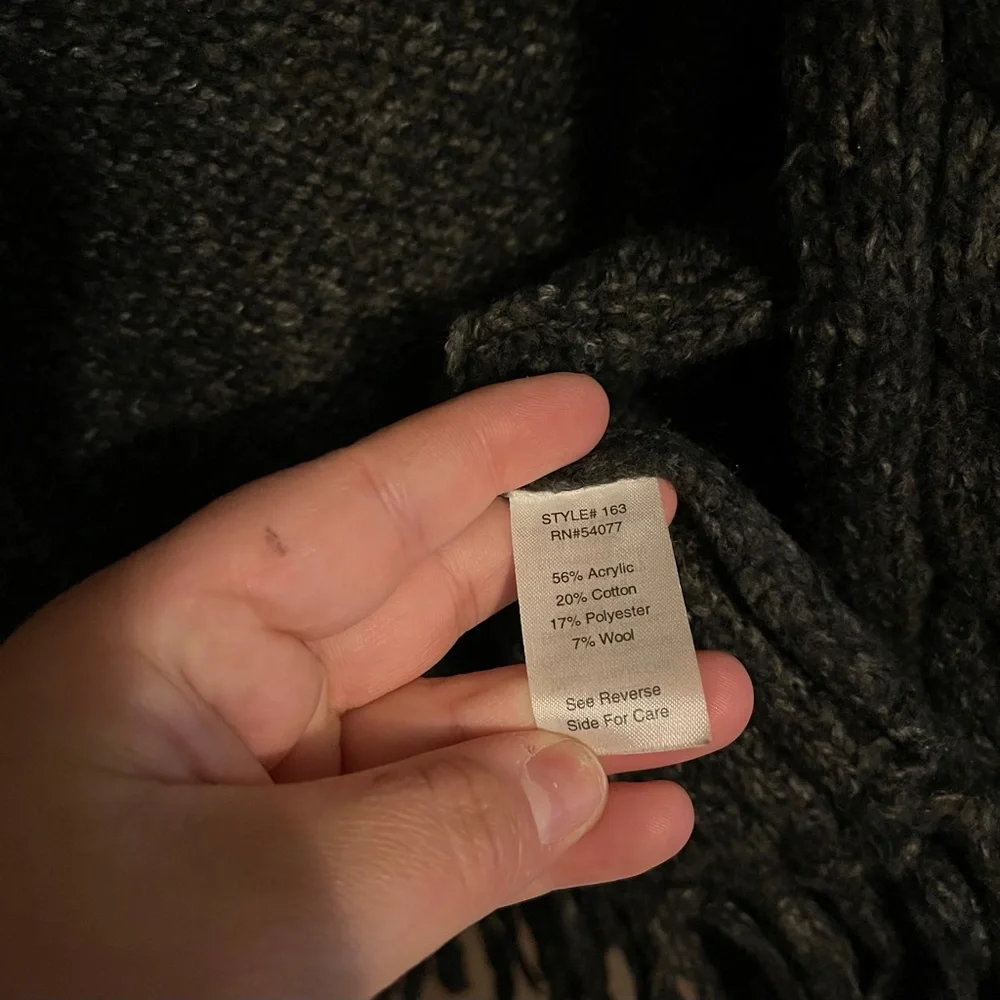 STYLE# 163
RN#54077
56% Acrylic
20% Cotton
17% Polyester
7% Wool
See Reverse
Side For Care